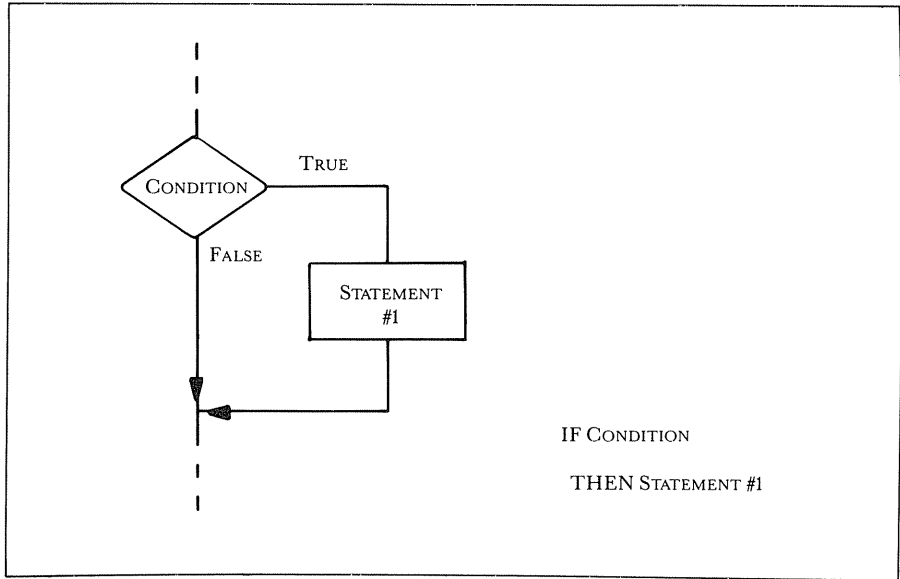 TRUE
CONDITION
FALSE
STATEMENT
#1
IF CONDITION
THEN STATEMENT #1